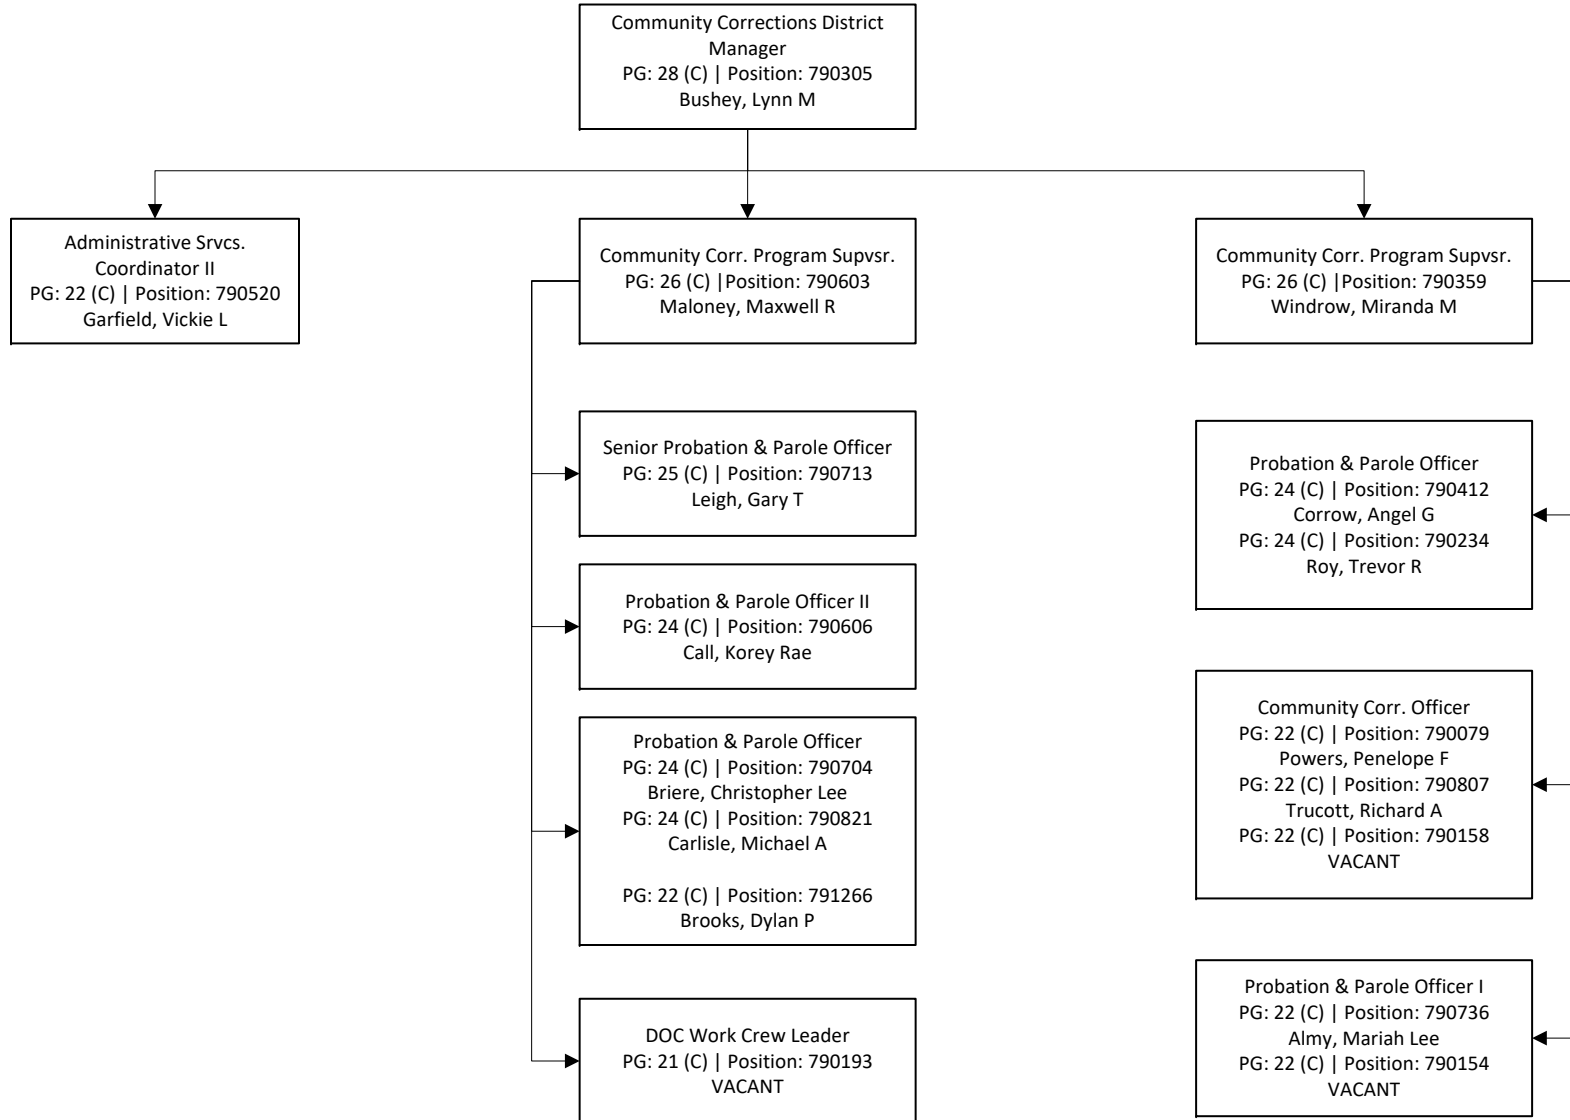 Community Corrections District
Manager
PG: 28 (C) | Position: 790305
Bushey, Lynn M
Administrative Srvcs.
Coordinator II
PG: 22 (C) | Position: 790520
Garfield, Vickie L
Community Corr. Program Supvsr.
PG: 26 (C) |Position: 790603
Maloney, Maxwell R
Community Corr. Program Supvsr.
PG: 26 (C) |Position: 790359
Windrow, Miranda M
Senior Probation & Parole Officer
PG: 25 (C) | Position: 790713
Leigh, Gary T
Probation & Parole Officer II
PG: 24 (C) | Position: 790606
Call, Korey Rae
Probation & Parole Officer
PG: 24 (C) | Position: 790704
Briere, Christopher Lee
PG: 24 (C) | Position: 790821
Carlisle, Michael A
PG: 22 (C) | Position: 791266
Brooks, Dylan P
DOC Work Crew Leader
PG: 21 (C) | Position: 790193
VACANT
Probation & Parole Officer
PG: 24 (C) | Position: 790412
Corrow, Angel G
PG: 24 (C) | Position: 790234
Roy, Trevor R
Community Corr. Officer
PG: 22 (C) | Position: 790079
Powers, Penelope F
PG: 22 (C) | Position: 790807
Trucott, Richard A
PG: 22 (C) | Position: 790158
VACANT
Probation & Parole Officer I
PG: 22 (C) | Position: 790736
Almy, Mariah Lee
PG: 22 (C) | Position: 790154
VACANT